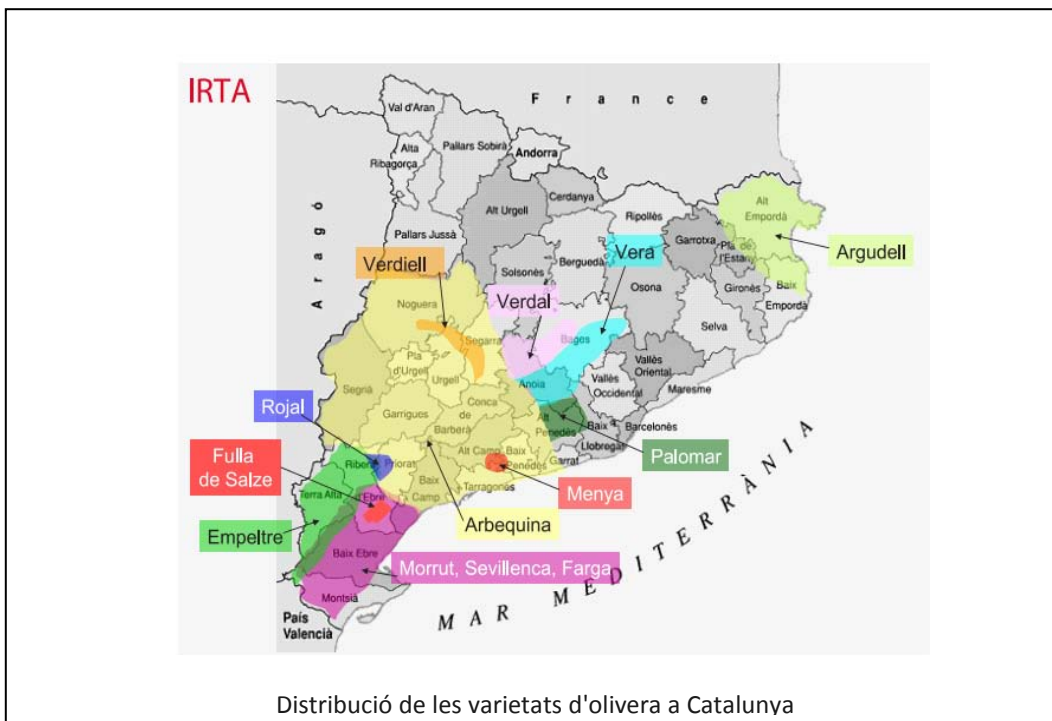 IRTA
F r a n c e
Val d'Aran
Alta
Ribagorça
Pallars Sobirà
Andorra
Alt Urgell
Cerdanya
Ripollès
Alt
Empordà
Pallars Jussà
Garrotxa
Pla de
l'Estany
Argudell
A r a g ó
Verdiell
Vera
Solsonès
Berguedà
Osona
Gironès
Baix
Empordà
Noguera
Verdal
Selva
Segarra
Bages
Pla
d'Urgell
Urgell
Anoia
Vallès
Oriental
Vallès
Occidental
Maresme
Segrià
Rojal
Garrigues
Conca
de
Barberà
Alt
Penedès
Baix
Llobregat
Barcelonès
Fulla
de Salze
Ribera
d'Ebre
Priorat
Alt Camp
Baix
Penedès
Garraf
Palomar
Terra Alta
Baix
Camp
Tarragonès
Menya
Empeltre
Arbequina
Baix Ebre
Morrut, Sevillenca, Farga
Montsià
País
Valencià
MAR MEDITERRÀNIA
Distribució de les varietats d'olivera a Catalunya